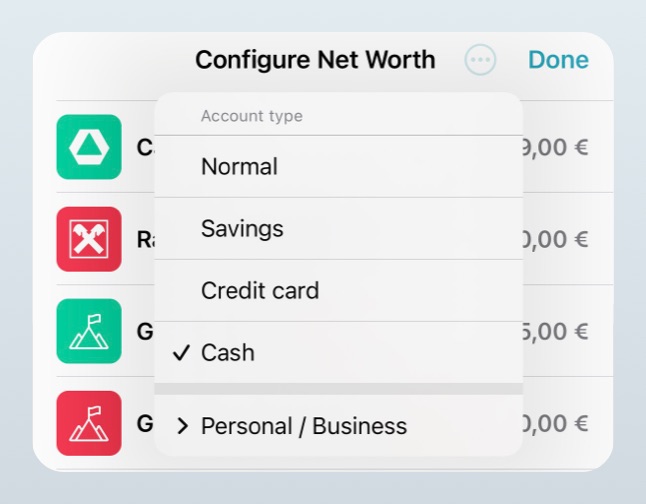 Configure Net Worth
Done
Account type
Normal
9,00 €
Savings
0,00 €
Credit card
5,00 €
Cash
Personal / Business
0,00 €